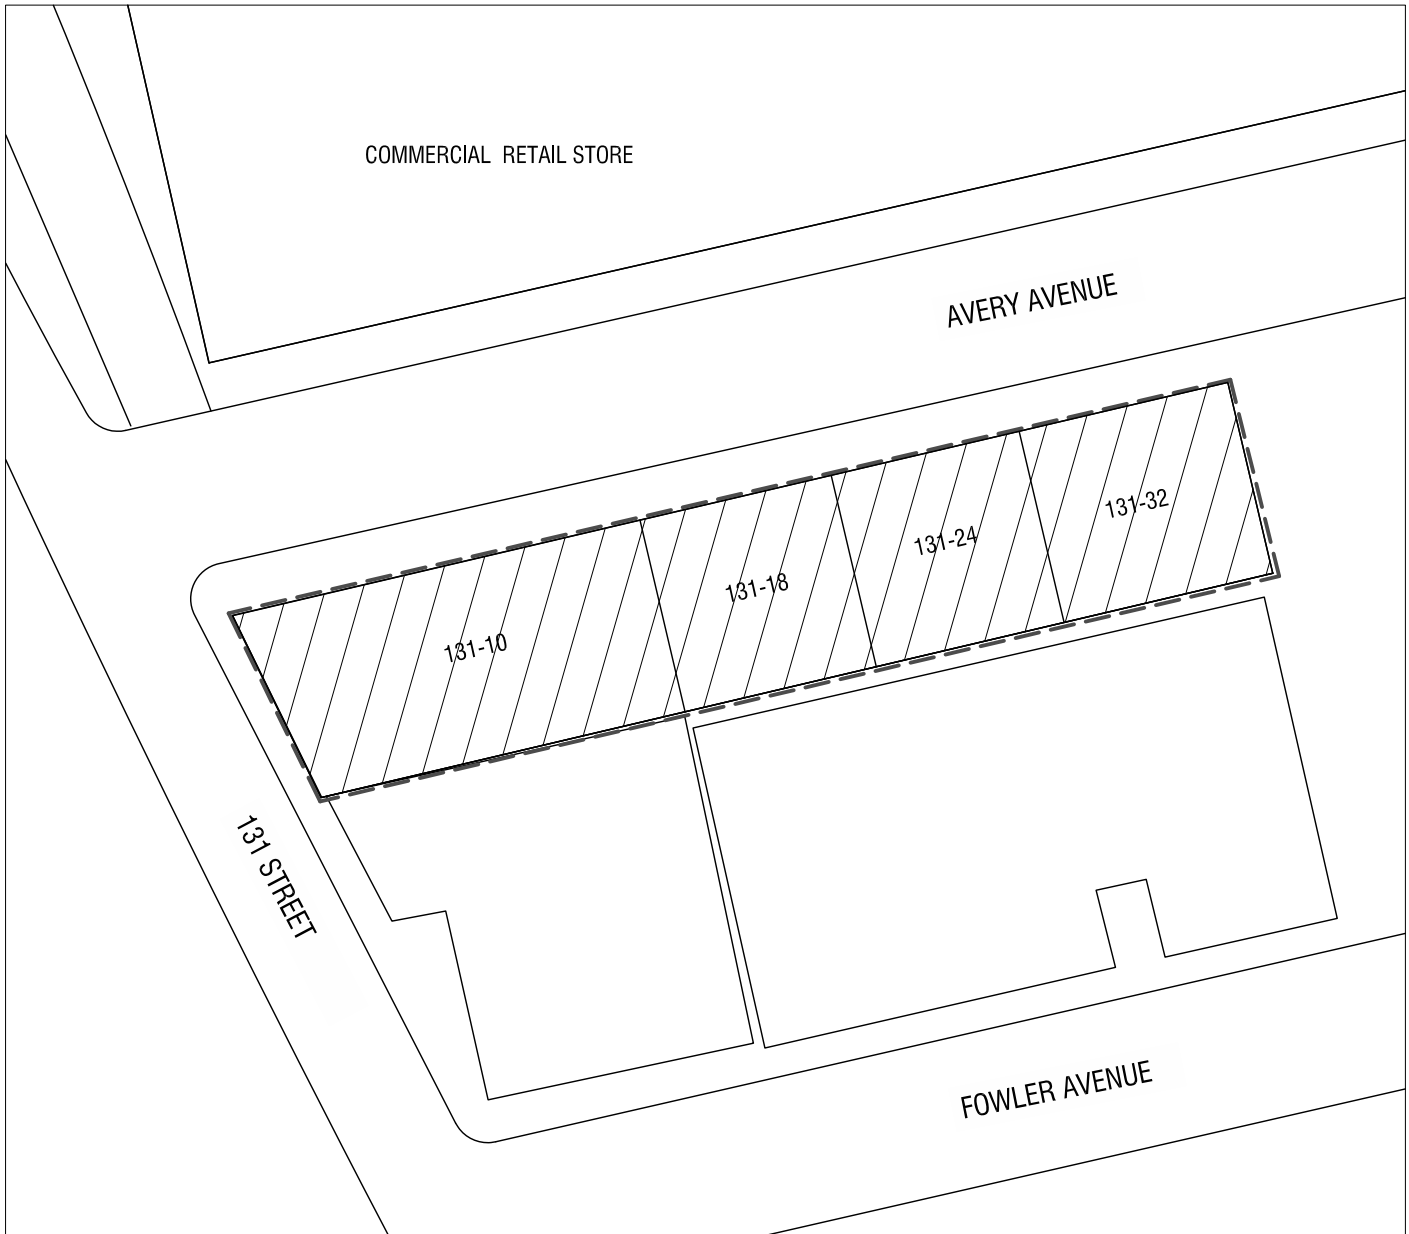 COMMERCIAL RETAIL STORE
AVERY AVENUE
131-32
131-24
131-18
131-10
131 STREET
FOWLER AVENUE